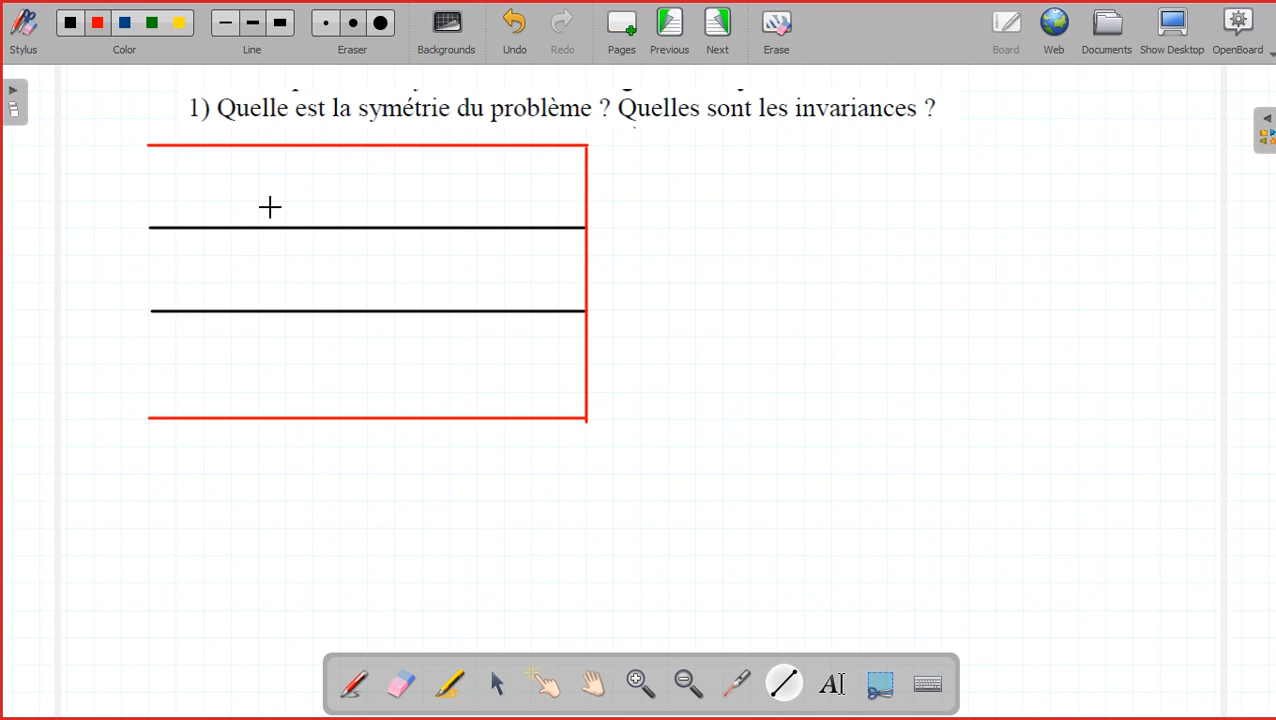 Stylus
Color
Line
Eraser
Backgrounds
Undo
Redo
Pages
Previous
Next
Erase
Board
Web
Documents
Show Desktop
OpenBoard
1) Quelle est la symétrie du problème ? Quelles sont les invariances ?
AI